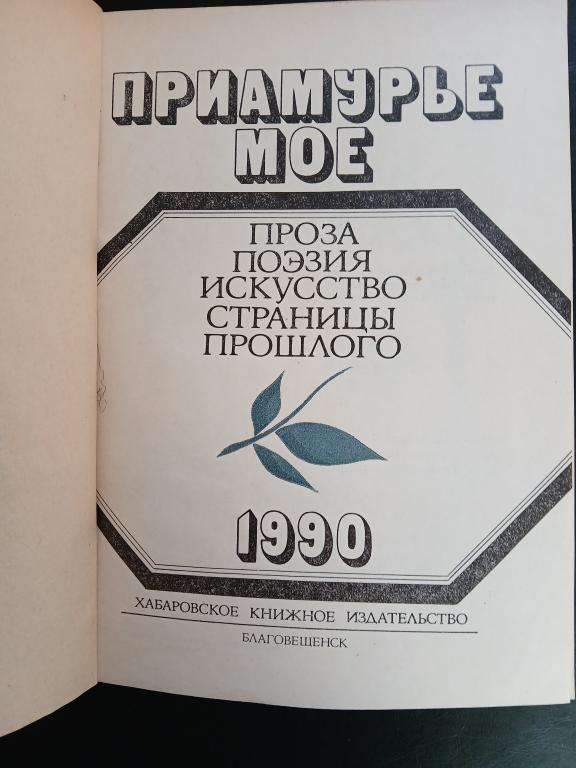 ПРИАМУРЬЕ
МОЕ
ПРОЗА
ПОЭЗИЯ
ИСКУССТВО
СТРАНИЦЫ
ПРОШЛОГО
1990
ХАБАРОВСКОЕ КНИЖНОЕ ИЗДАТЕЛЬСТВО
БЛАГОВЕЩЕНСК